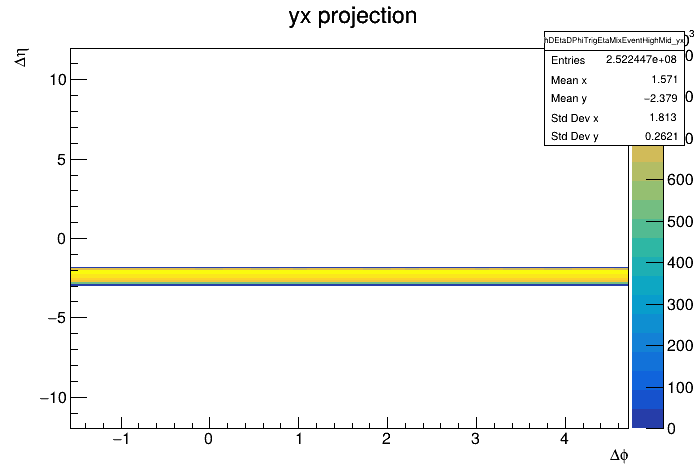 yx projection
hDEtaDPhiTrigEtaMixEventHighMid_yx
Entries 2.522447e+08
Mean x 1.571
Mean y −2.379
Std Dev x 1.813
Std Dev y 0.2621
Δη
10
5
0
−5
−10
−1 0 1 2 3 4
Δϕ
600
500
400
300
200
100
0